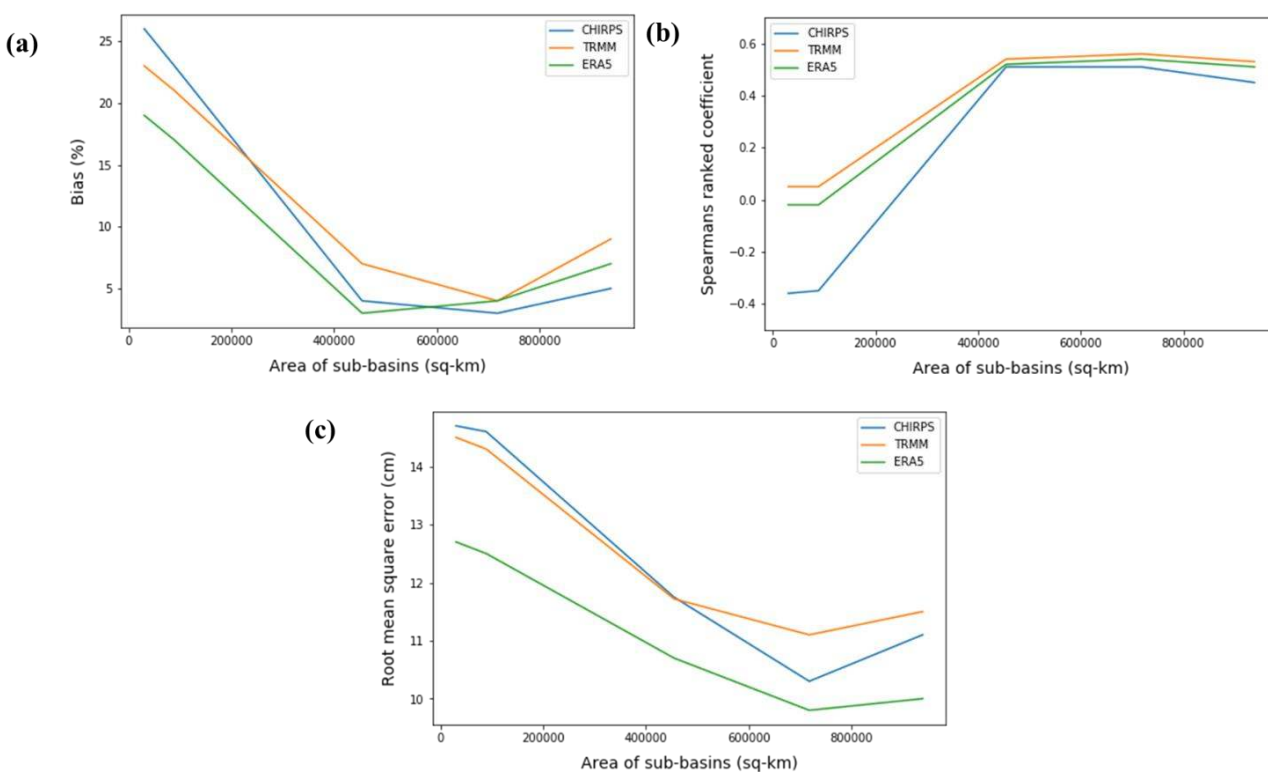 (a)
25
20
15
10
5
Bias (%)
CHIRPS
TRMM
ERA5
0
200000
400000
600000
800000
Area of sub-basins (sq-km)
(b)
0.6
0.4
0.2
0.0
−0.2
−0.4
Spearmans ranked coefficient
CHIRPS
TRMM
ERA5
0
200000
400000
600000
800000
Area of sub-basins (sq-km)
(c)
14
13
12
11
10
Root mean square error (cm)
CHIRPS
TRMM
ERA5
0
200000
400000
600000
800000
Area of sub-basins (sq-km)